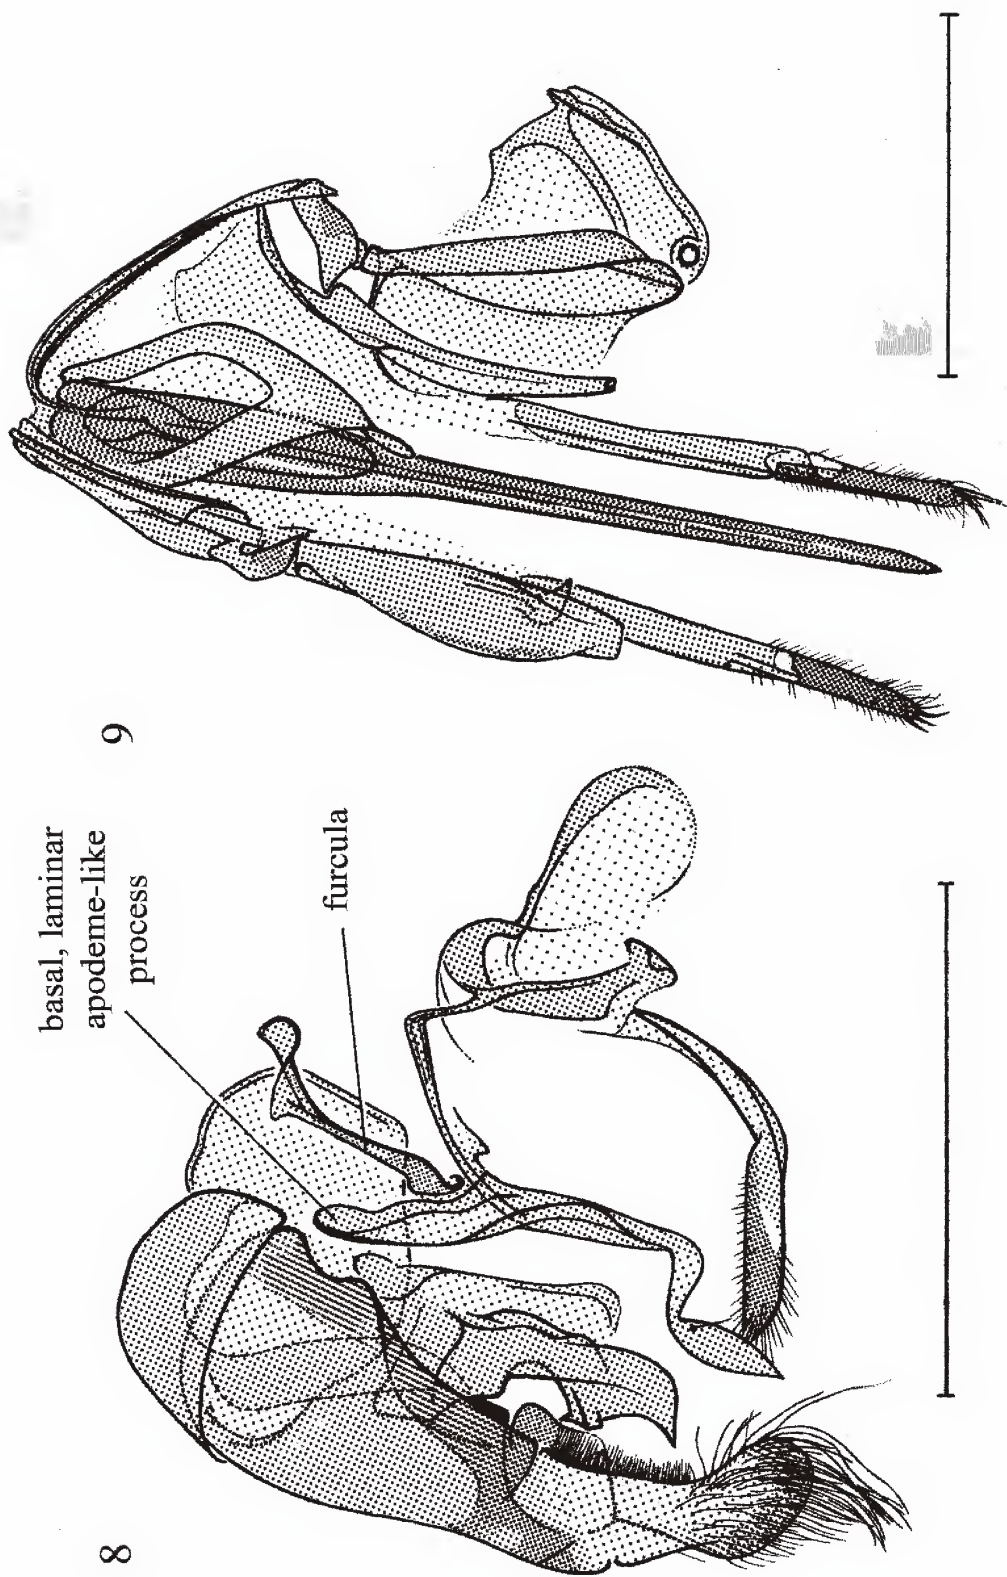 8
basal, laminar
apodeme-like
process
furcula
9